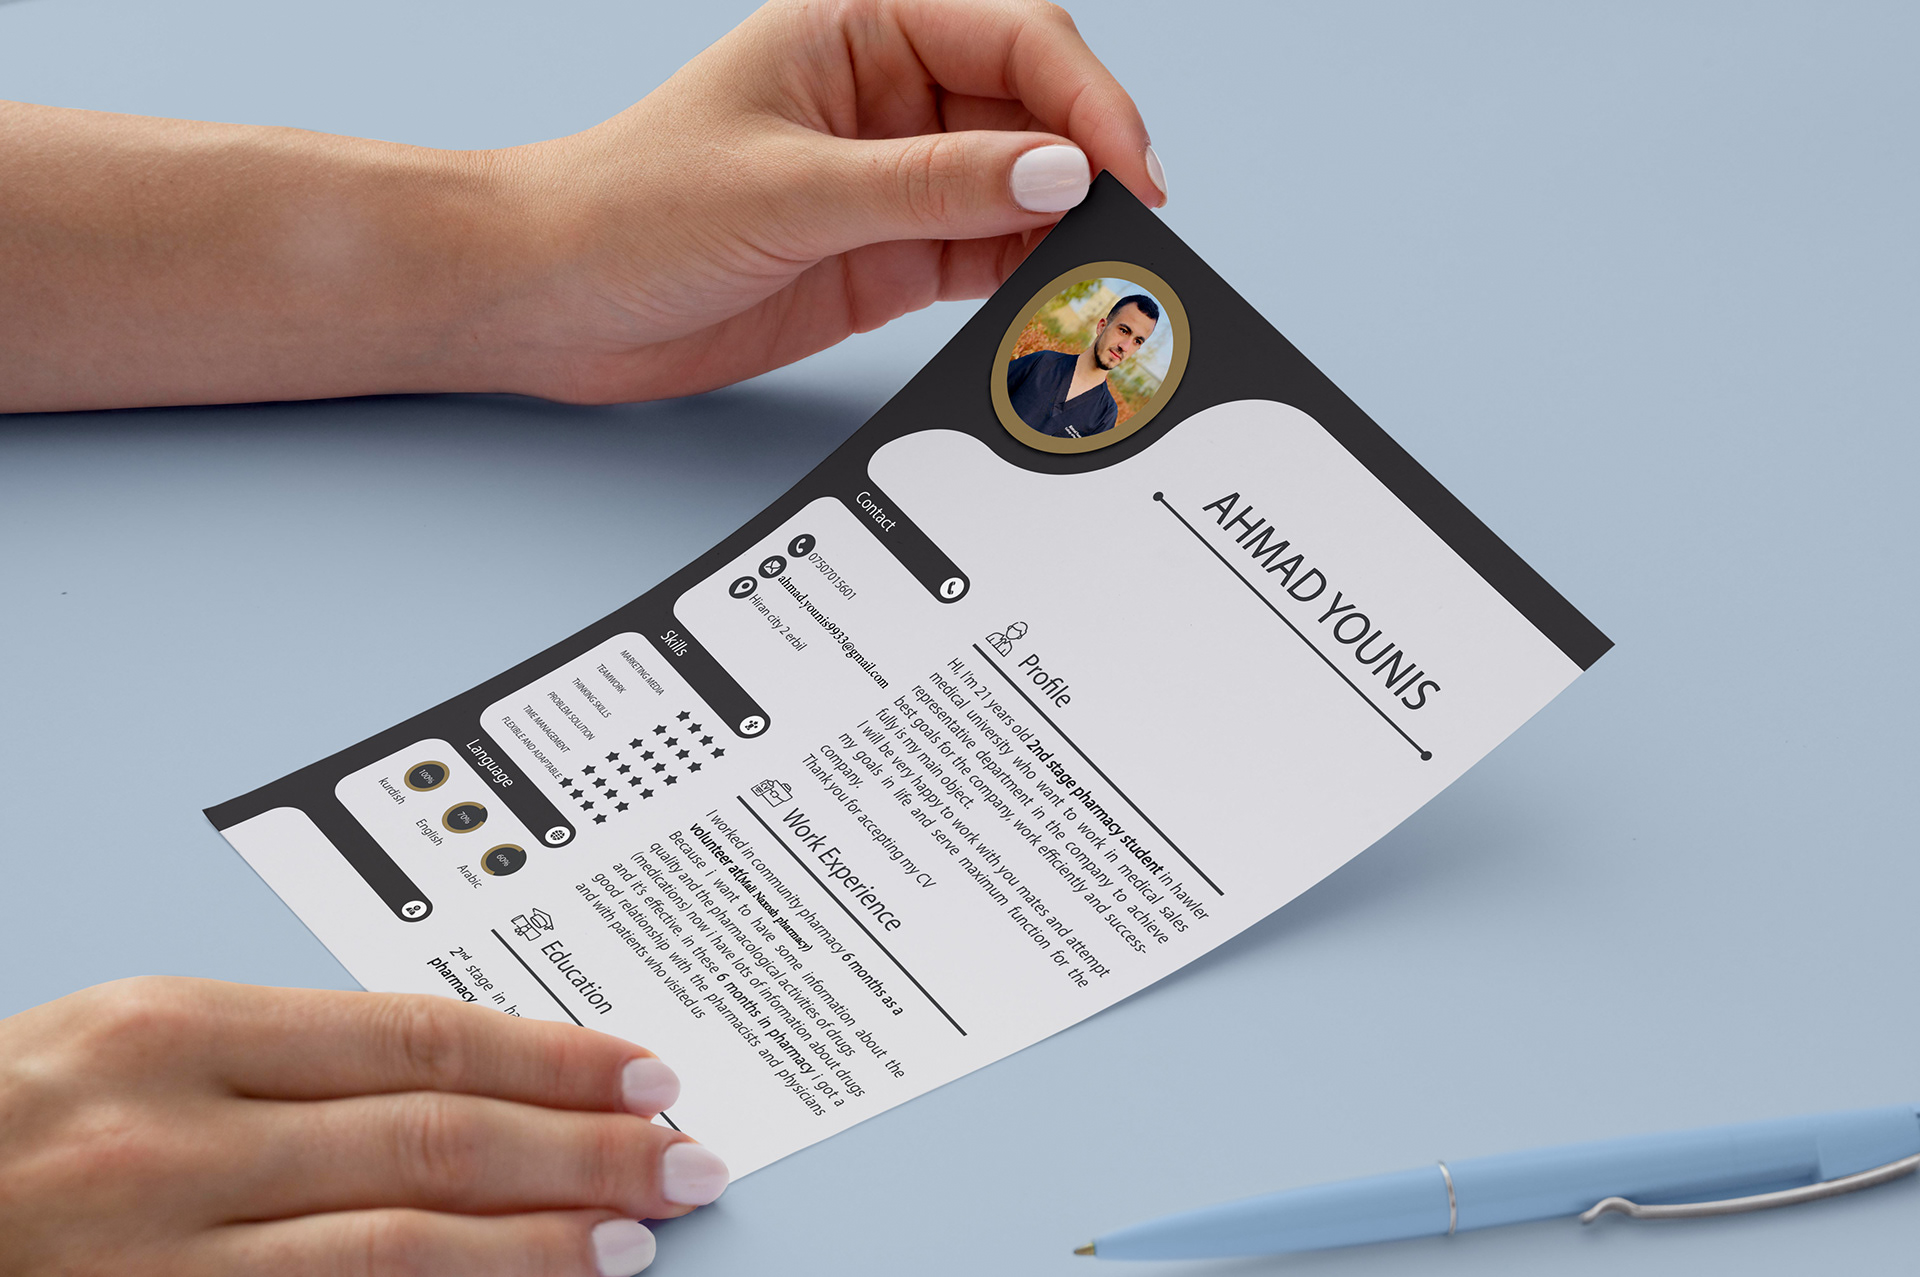 AHMAD YOUNIS
Contact
07507015601
ahmad.younis9933@gmail.com
Hiran city 2 erbil
Skills
MARKETING MEDIA
TEAMWORK
THINKING SKILLS
PROBLEM SOLUTION
TIME MANAGEMENT
FLEXIBLE AND ADAPTABLE
Language
100%
kurdish
70%
English
60%
Arabic
Profile
HI, I'm 21 years old 2nd stage pharmacy student in hawler
medical university who want to work in medical sales
representative department in the company to achieve
best goals for the company, work efficiently and success-
fully is my main object.
I will be very happy to work with you mates and attempt
my goals in life and serve maximum function for the
company.
Thank you for accepting my CV
Work Experience
I worked in community pharmacy 6 months as a
volunteer at(Mali Naxosh pharmacy)
Because i want to have some information about the
quality and the pharmacological activities of drugs
(medications) now i have lots of information about drugs
and it's effective. In these 6 months in pharmacy i got a
good relationship with the pharmacists and physicians
and with patients who visited us
Education
2nd stage in ha
pharmacy